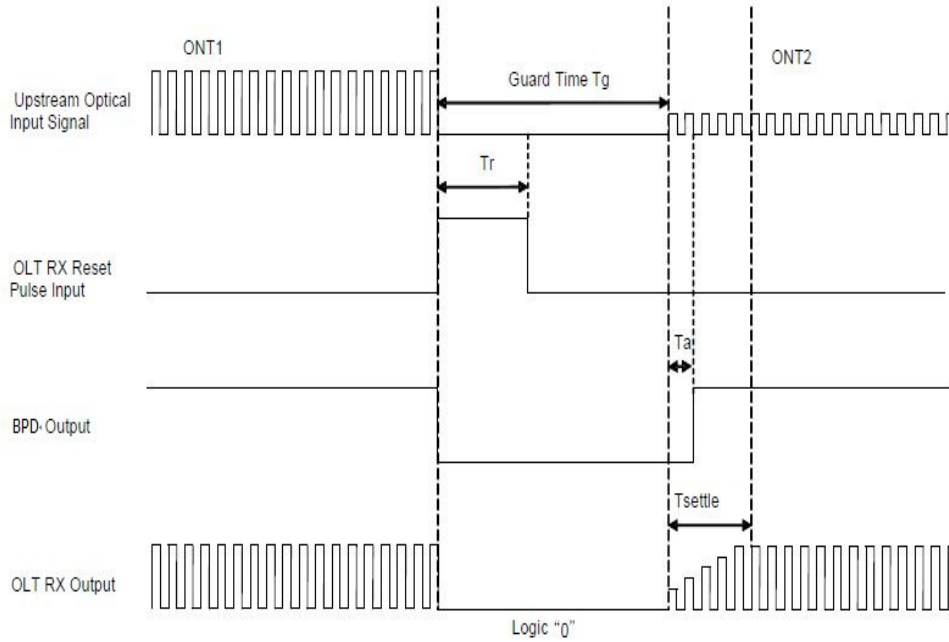 ONT1
ONT2
Guard Time Tg
Upstream Optical
Input Signal
Tr
OLT RX Reset
Pulse Input
Ta
BPD Output
Tsettle
OLT RX Output
Logic "0"